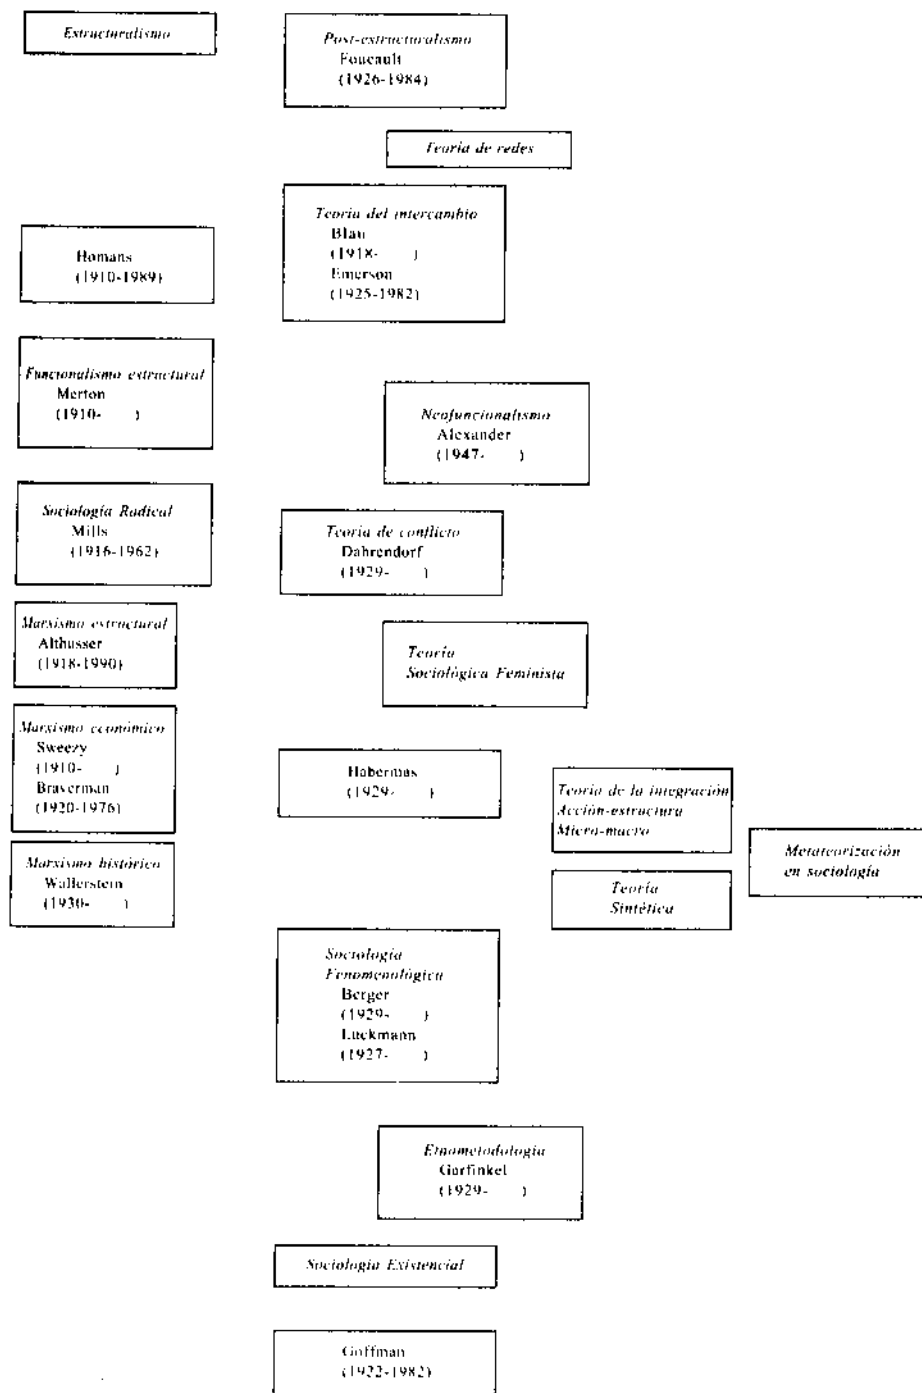 Estructuralismo
Post-estructuralismo
Foucault
(1926-1984)
Teoría de redes
Teoría del intercambio
Blau
(1918-     )
Emerson
(1925-1982)
Homans
(1910-1989)
Funcionalismo estructural
Merton
(1910-     )
Neofuncionalismo
Alexander
(1947-     )
Sociología Radical
Mills
(1916-1962)
Teoría de conflicto
Dahrendorf
(1929-     )
Marxismo estructural
Althusser
(1918-1990)
Teoría
Sociológica Feminista
Marxismo económico
Sweezy
(1910-     )
Braverman
(1920-1976)
Habermas
(1929-     )
Teoría de la integración
Acción-estructura
Micro-macro
Metateorización
en sociología
Marxismo histórico
Wallerstein
(1930-     )
Teoría
Sintética
Sociología
Fenomenológica
Berger
(1929-     )
Luckmann
(1927-     )
Etnometodología
Garfinkel
(1929-     )
Sociología Existencial
Goffman
(1922-1982)